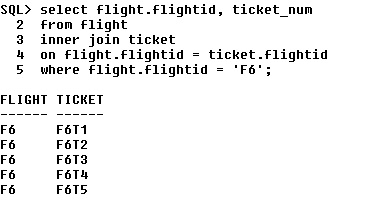 SQL> select flight.flightid, ticket_num
2 from flight
3 inner join ticket
4 on flight.flightid = ticket.flightid
5 where flight.flightid = 'F6';
FLIGHT TICKET
------ ------
F6 F6T1
F6 F6T2
F6 F6T3
F6 F6T4
F6 F6T5